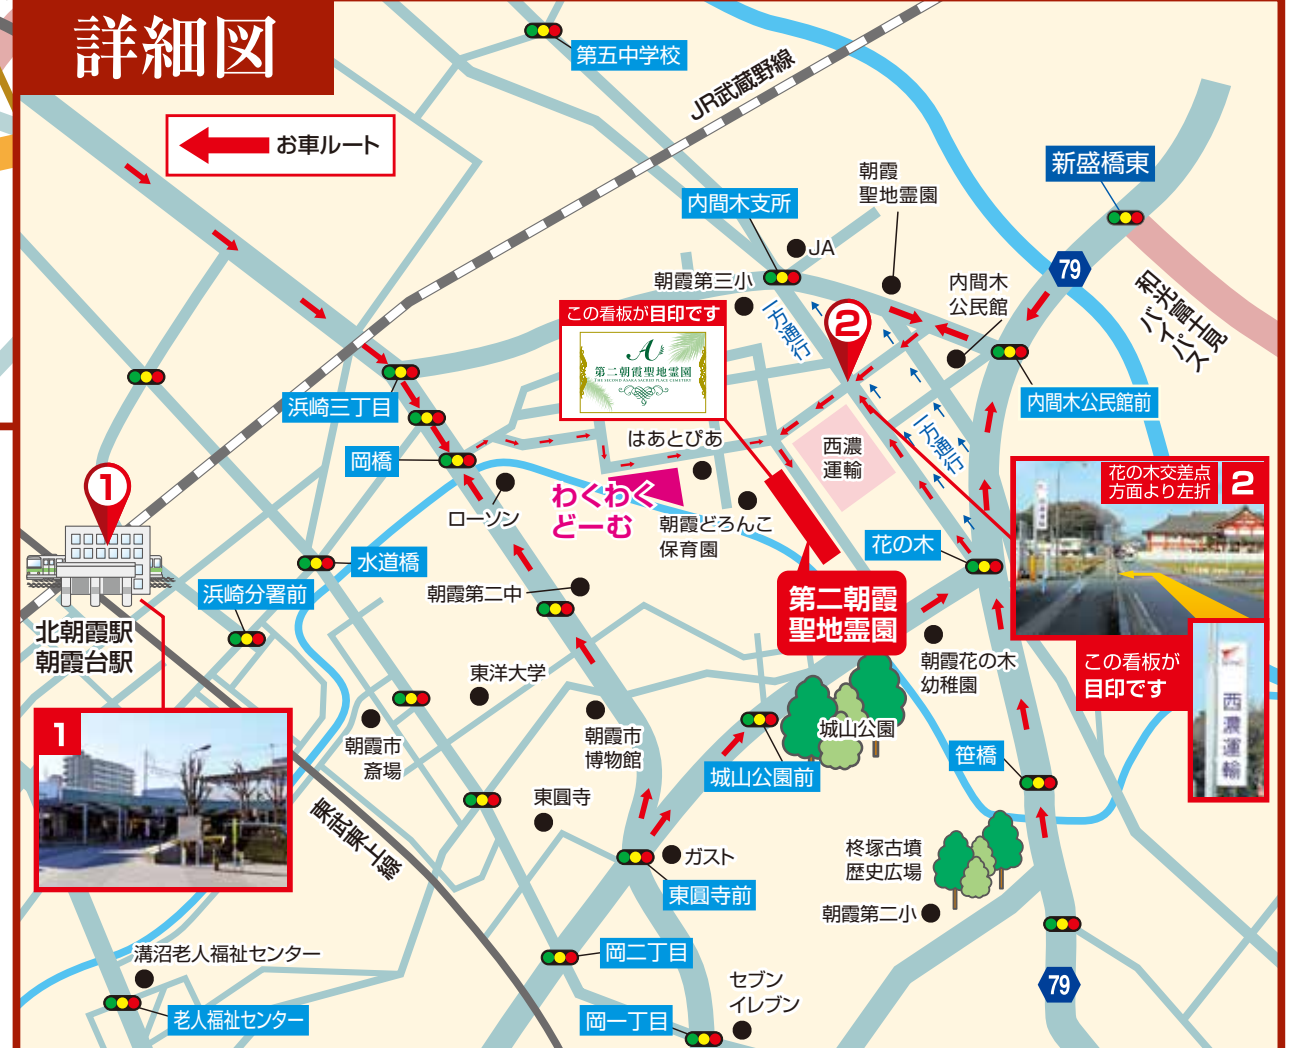 詳細図
お車ルート
第五中学校
JR武蔵野線
新盛橋東
朝霞
聖地霊園
内間木支所
JA
79
和光富士見
バイパス
朝霞第三小
内間木
公民館
一方通行
2
この看板が目印です
A
第二朝霞聖地霊園
THE SECOND ASAKA SACRED PLACE CEMETERY
浜崎三丁目
内間木公民館前
はあとぴあ
西濃
運輸
一方通行
岡橋
花の木交差点
方面より左折
2
1
ローソン
わくわく
どーむ
朝霞どろんこ
保育園
花の木
水道橋
浜崎分署前
朝霞第二中
第二朝霞
聖地霊園
北朝霞駅
朝霞台駅
東洋大学
朝霞花の木
幼稚園
この看板が
目印です
西濃運輸
1
朝霞市
斎場
朝霞市
博物館
城山公園
城山公園前
笹橋
東圓寺
東武東上線
ガスト
柊塚古墳
歴史広場
東圓寺前
朝霞第二小
溝沼老人福祉センター
岡二丁目
79
セブン
イレブン
老人福祉センター
岡一丁目